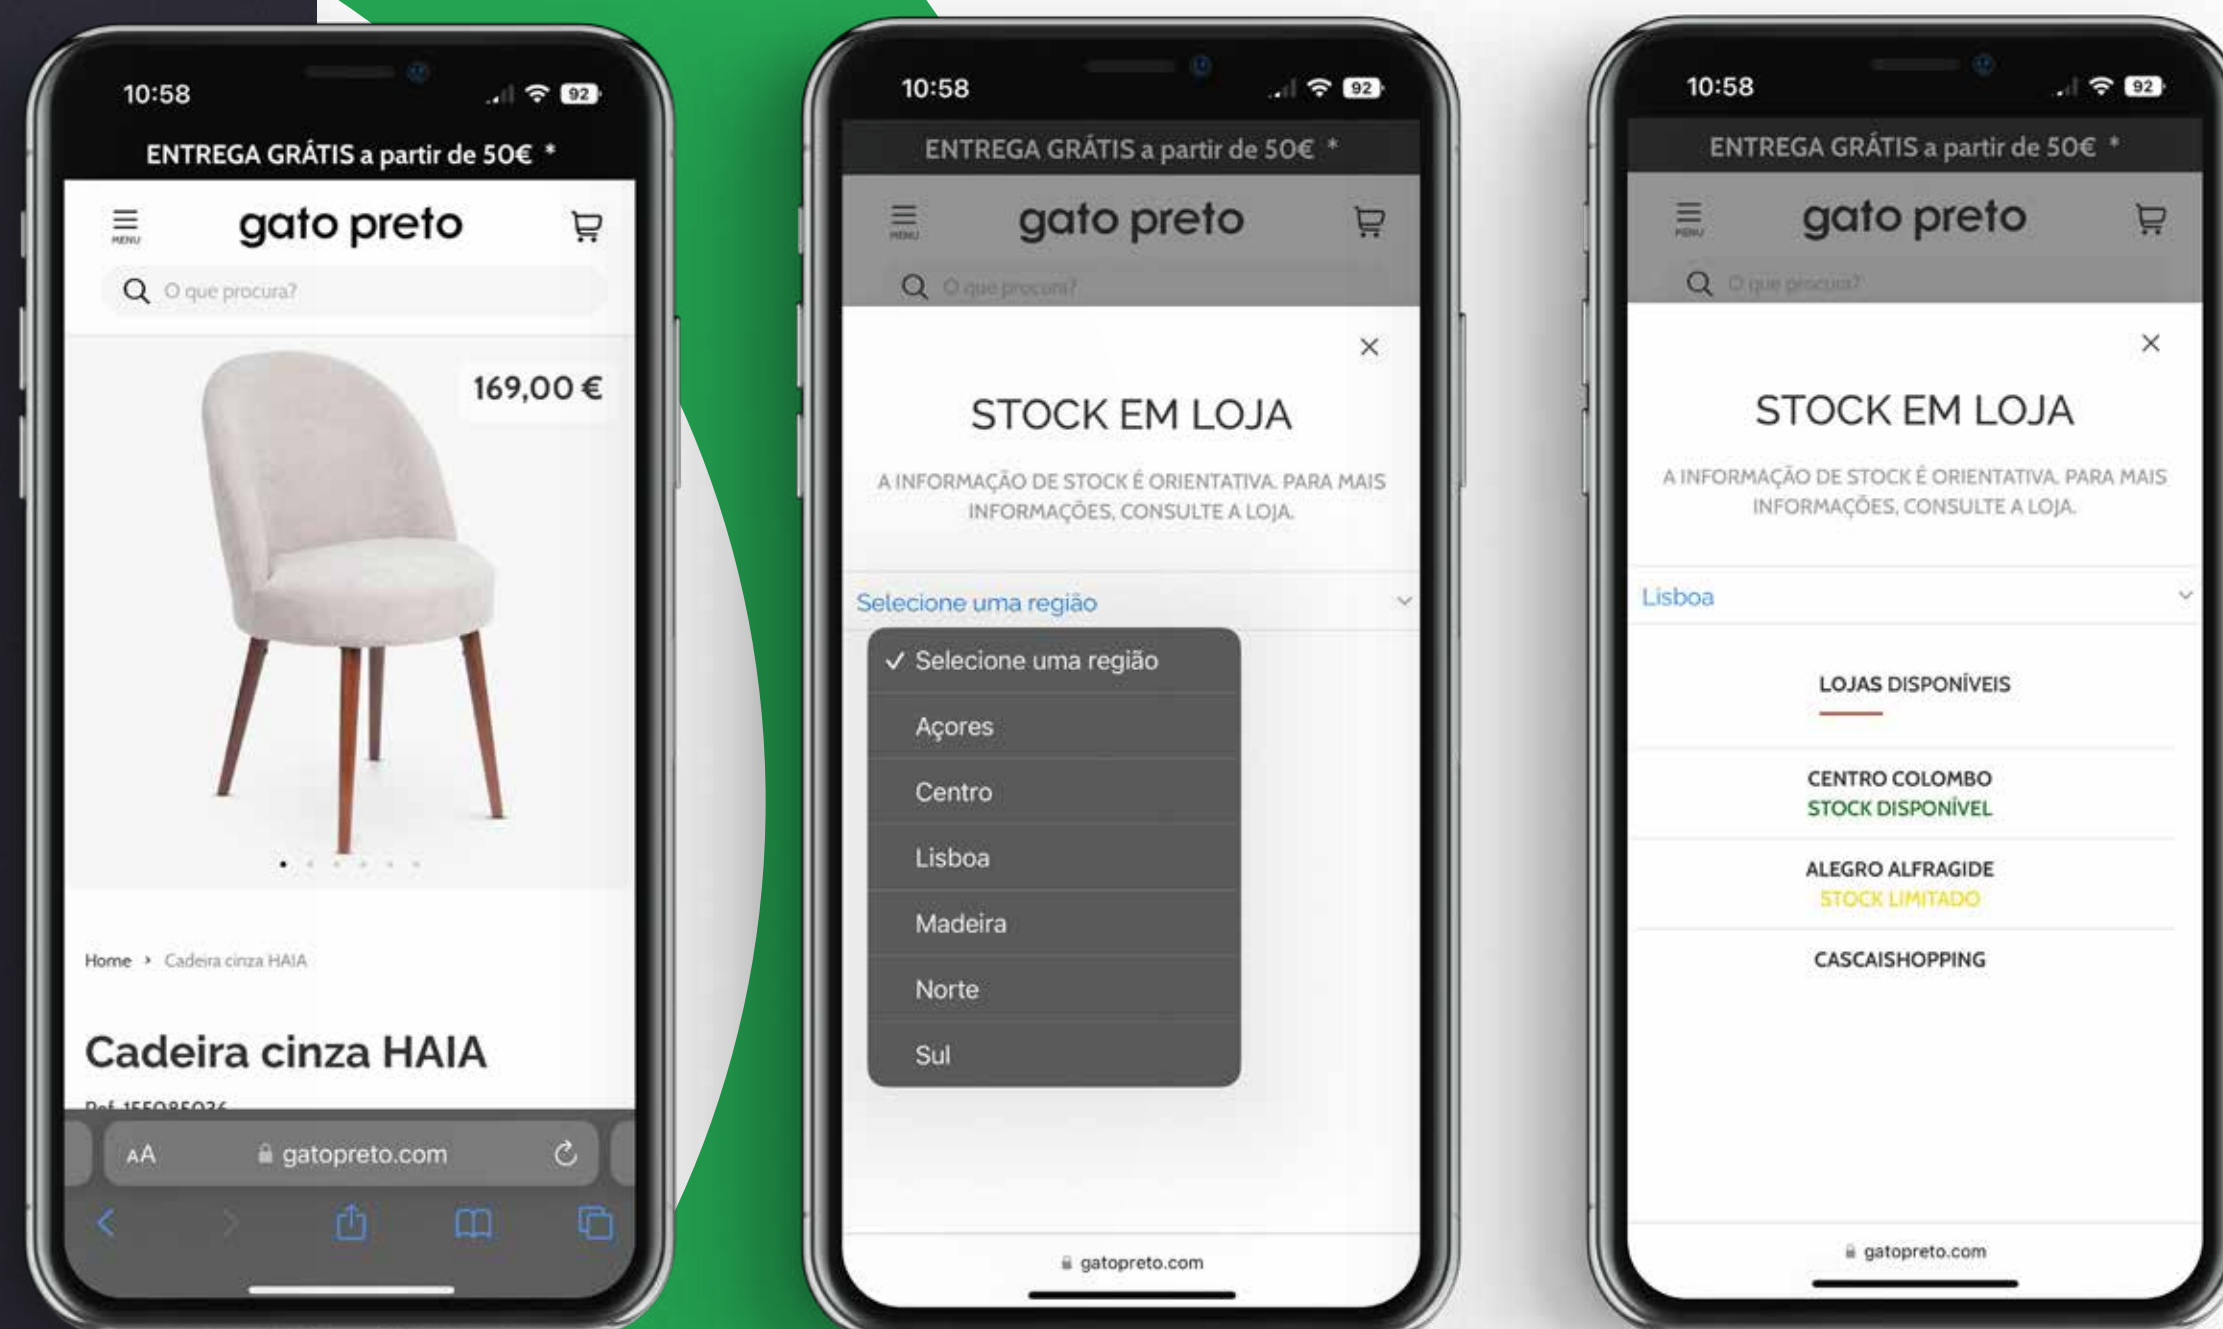 10:58
92
ENTREGA GRÁTIS a partir de 50€ *
MENU
gato preto
O que procura?
169,00 €
Home › Cadeira cinza HAIA
Cadeira cinza HAIA
Ref. 155085036
AA
gatopreto.com
10:58
92
ENTREGA GRÁTIS a partir de 50€ *
MENU
gato preto
O que procura?
STOCK EM LOJA
A INFORMAÇÃO DE STOCK É ORIENTATIVA. PARA MAIS
INFORMAÇÕES, CONSULTE A LOJA.
Selecione uma região
✓ Selecione uma região
Açores
Centro
Lisboa
Madeira
Norte
Sul
gatopreto.com
10:58
92
ENTREGA GRÁTIS a partir de 50€ *
MENU
gato preto
O que procura?
STOCK EM LOJA
A INFORMAÇÃO DE STOCK É ORIENTATIVA. PARA MAIS
INFORMAÇÕES, CONSULTE A LOJA.
Lisboa
LOJAS DISPONÍVEIS
CENTRO COLOMBO
STOCK DISPONÍVEL
ALEGRO ALFRAGIDE
STOCK LIMITADO
CASCAISHOPPING
gatopreto.com